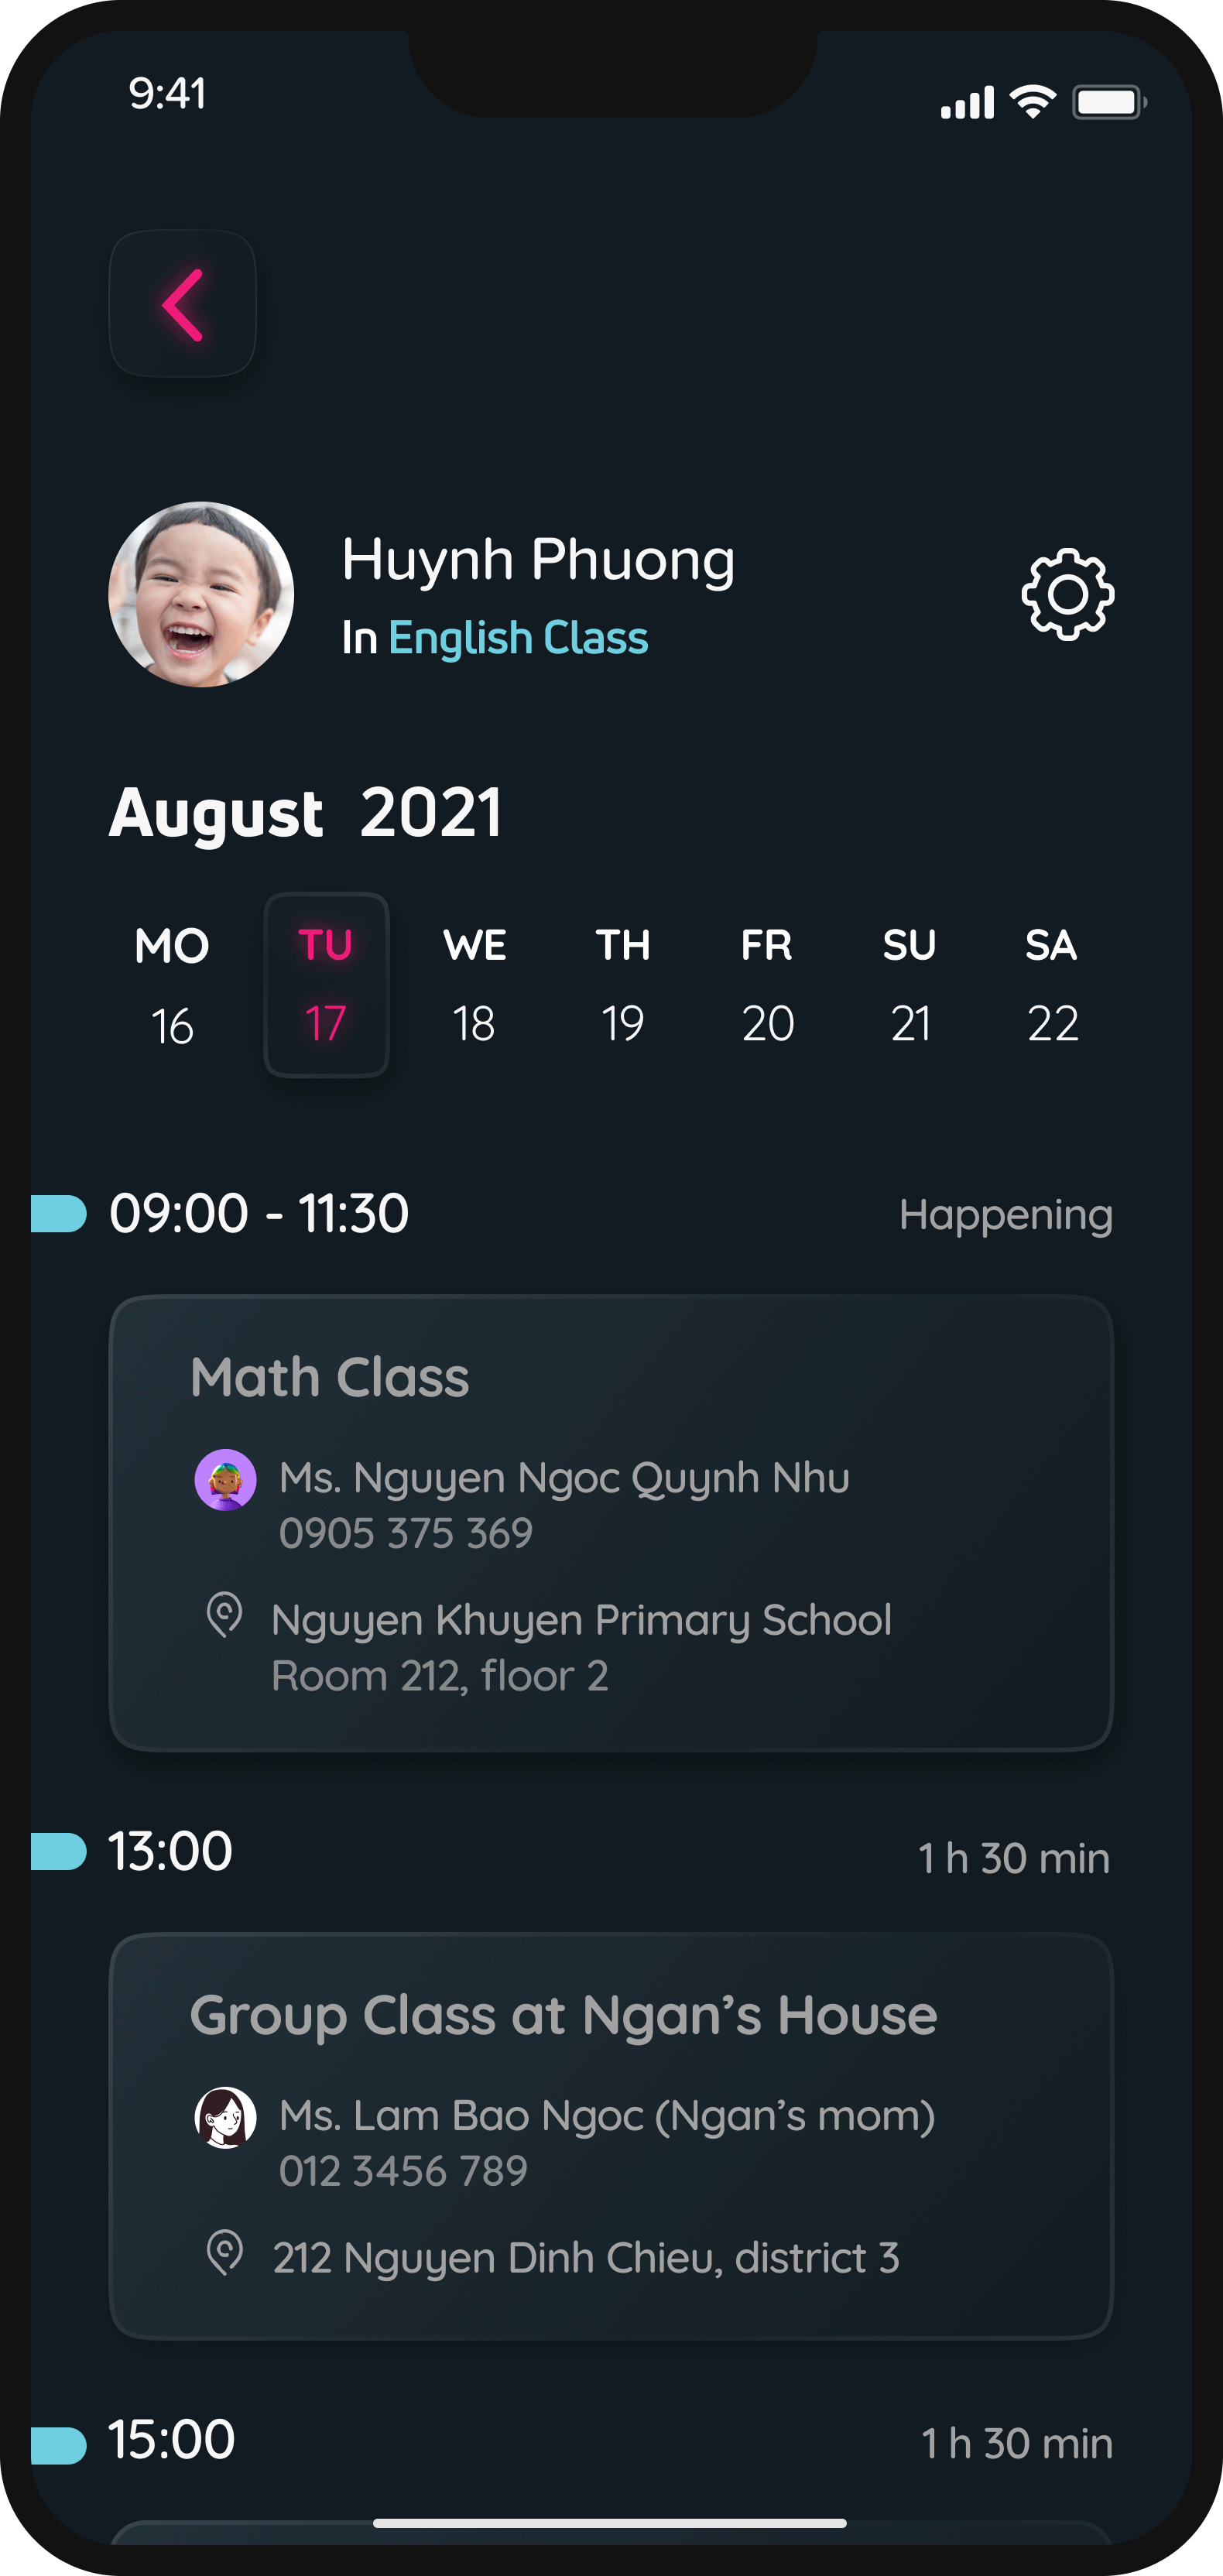 9:41
Huynh Phuong
In English Class
August 2021
MO TU WE TH FR SU SA
16 17 18 19 20 21 22
09:00 - 11:30 Happening
Math Class
Ms. Nguyen Ngoc Quynh Nhu
0905 375 369
Nguyen Khuyen Primary School
Room 212, floor 2
13:00 1 h 30 min
Group Class at Ngan’s House
Ms. Lam Bao Ngoc (Ngan’s mom)
012 3456 789
212 Nguyen Dinh Chieu, district 3
15:00 1 h 30 min